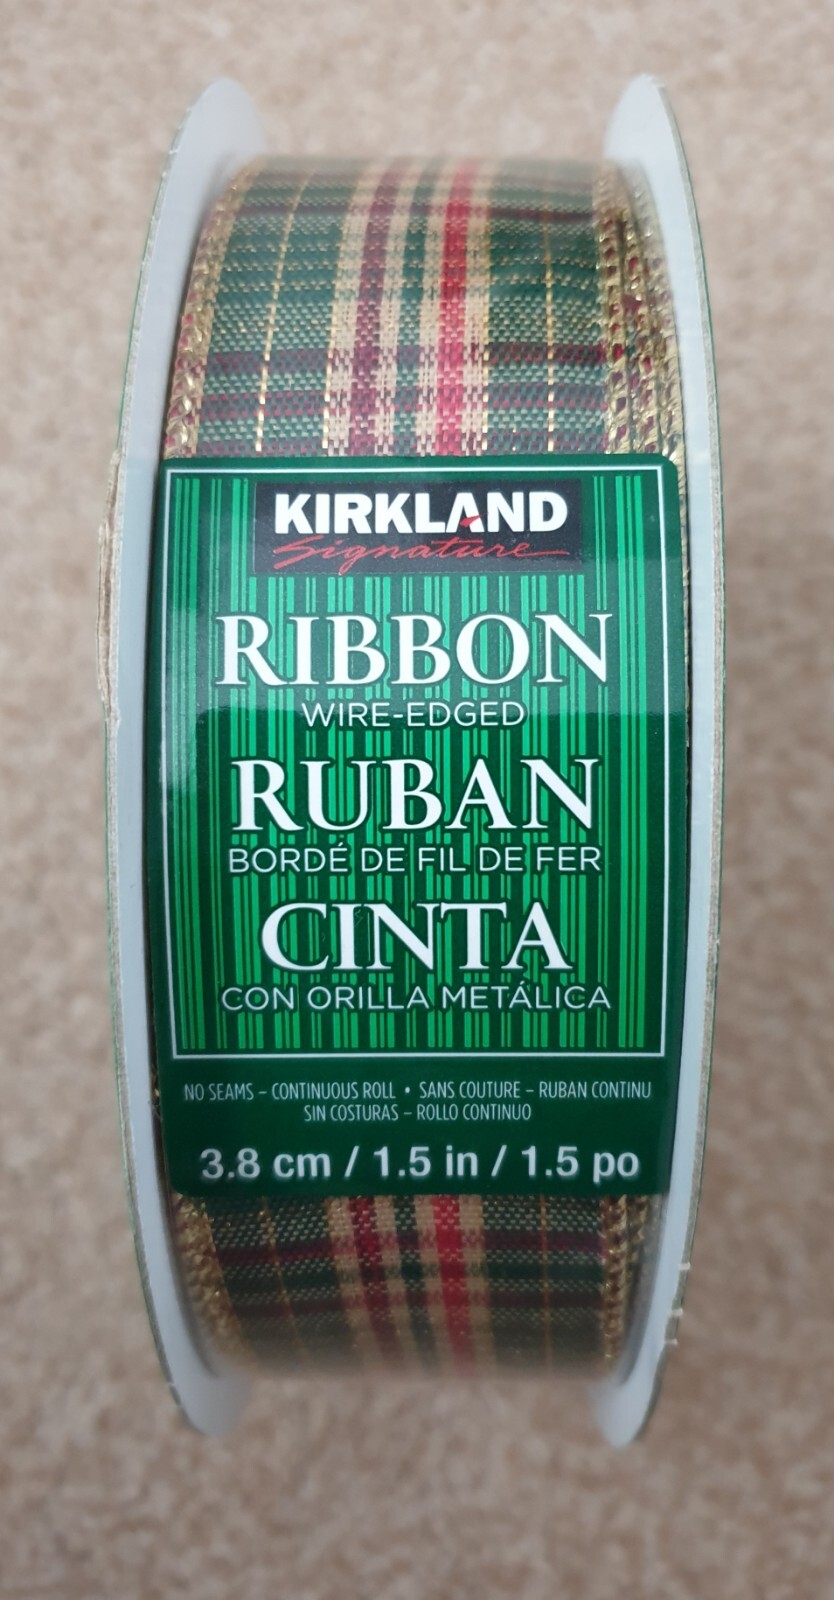 KIRKLAND
Signature
RIBBON
WIRE-EDGED
RUBAN
BORDÉ DE FIL DE FER
CINTA
CON ORILLA METÁLICA
NO SEAMS – CONTINUOUS ROLL • SANS COUTURE – RUBAN CONTINU
SIN COSTURAS – ROLLO CONTINUO
3.8 cm / 1.5 in / 1.5 po